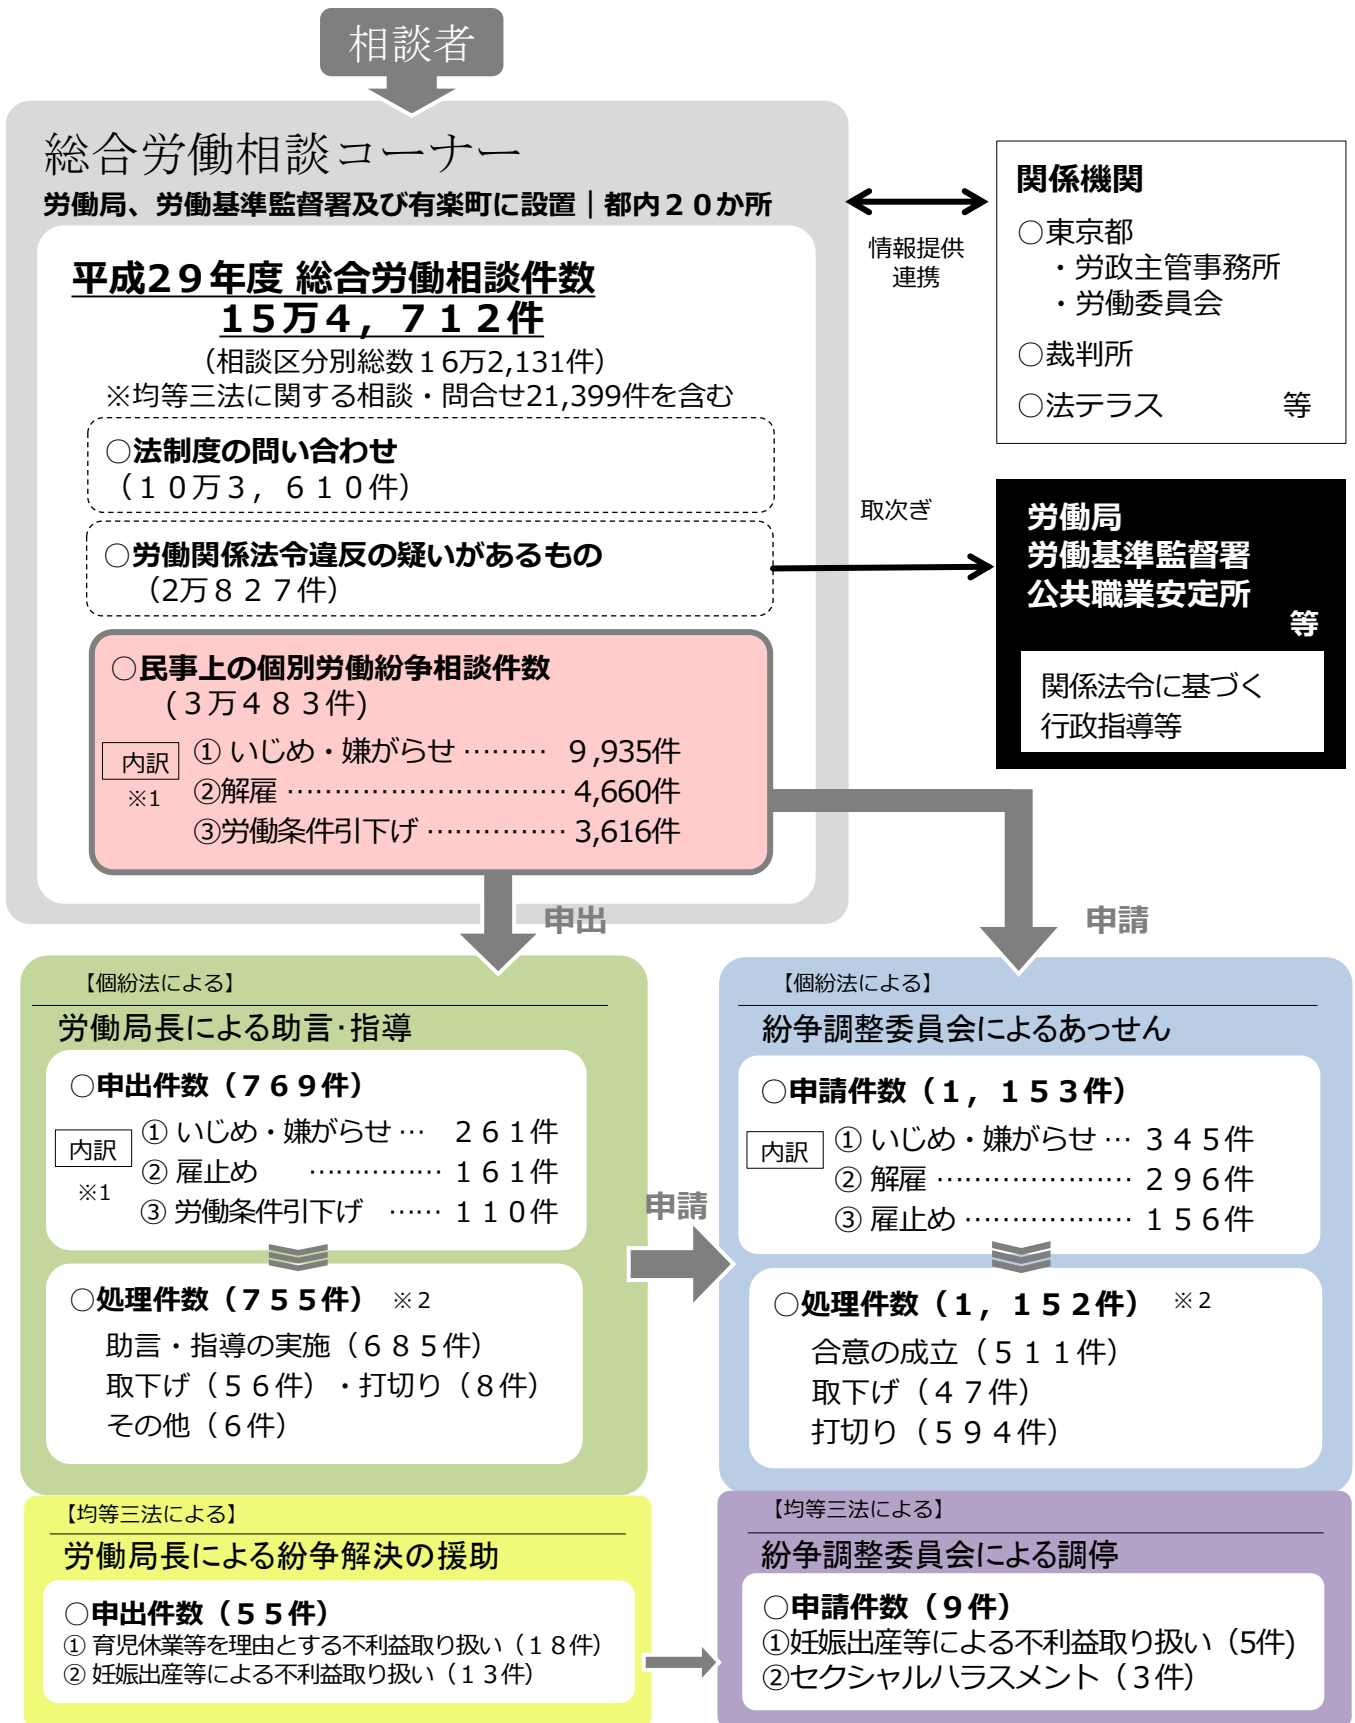 相談者
総合労働相談コーナー
労働局、労働基準監督署及び有楽町に設置｜都内２０か所
平成29年度 総合労働相談件数
１５万４，７１２件
（相談区分別総数１6万2,131件）
※均等三法に関する相談・問合せ21,399件を含む
○法制度の問い合わせ
（１０万３，６１０件）
○労働関係法令違反の疑いがあるもの
（2万８２７件）
○民事上の個別労働紛争相談件数
(３万４８３件)
内訳
※1
① いじめ・嫌がらせ ……… 9,935件
②解雇 ………………………… 4,660件
③労働条件引下げ …………… 3,616件
情報提供
連携
関係機関
○東京都
・労政主管事務所
・労働委員会
○裁判所
○法テラス 等
取次ぎ
労働局
労働基準監督署
公共職業安定所
等
関係法令に基づく
行政指導等
申出
申請
【個紛法による】
労働局長による助言･指導
○申出件数（７６９件）
内訳
※1
① いじめ・嫌がらせ … ２６１件
② 雇止め …………… １６１件
③ 労働条件引下げ …… １１０件
○処理件数（７５５件） ※２
助言・指導の実施（６８５件）
取下げ（５６件）・打切り（８件）
その他（６件）
申請
【個紛法による】
紛争調整委員会によるあっせん
○申請件数（１，１５３件）
内訳
① いじめ・嫌がらせ … ３４５件
② 解雇 ………………… ２９６件
③ 雇止め ……………… １５６件
○処理件数（１，１５２件） ※２
合意の成立（５１１件）
取下げ（４７件）
打切り（５９４件）
【均等三法による】
労働局長による紛争解決の援助
○申出件数（５５件）
① 育児休業等を理由とする不利益取り扱い（１８件）
② 妊娠出産等による不利益取り扱い（１３件）
【均等三法による】
紛争調整委員会による調停
○申請件数（９件）
①妊娠出産等による不利益取り扱い（5件)
②セクシャルハラスメント（３件）